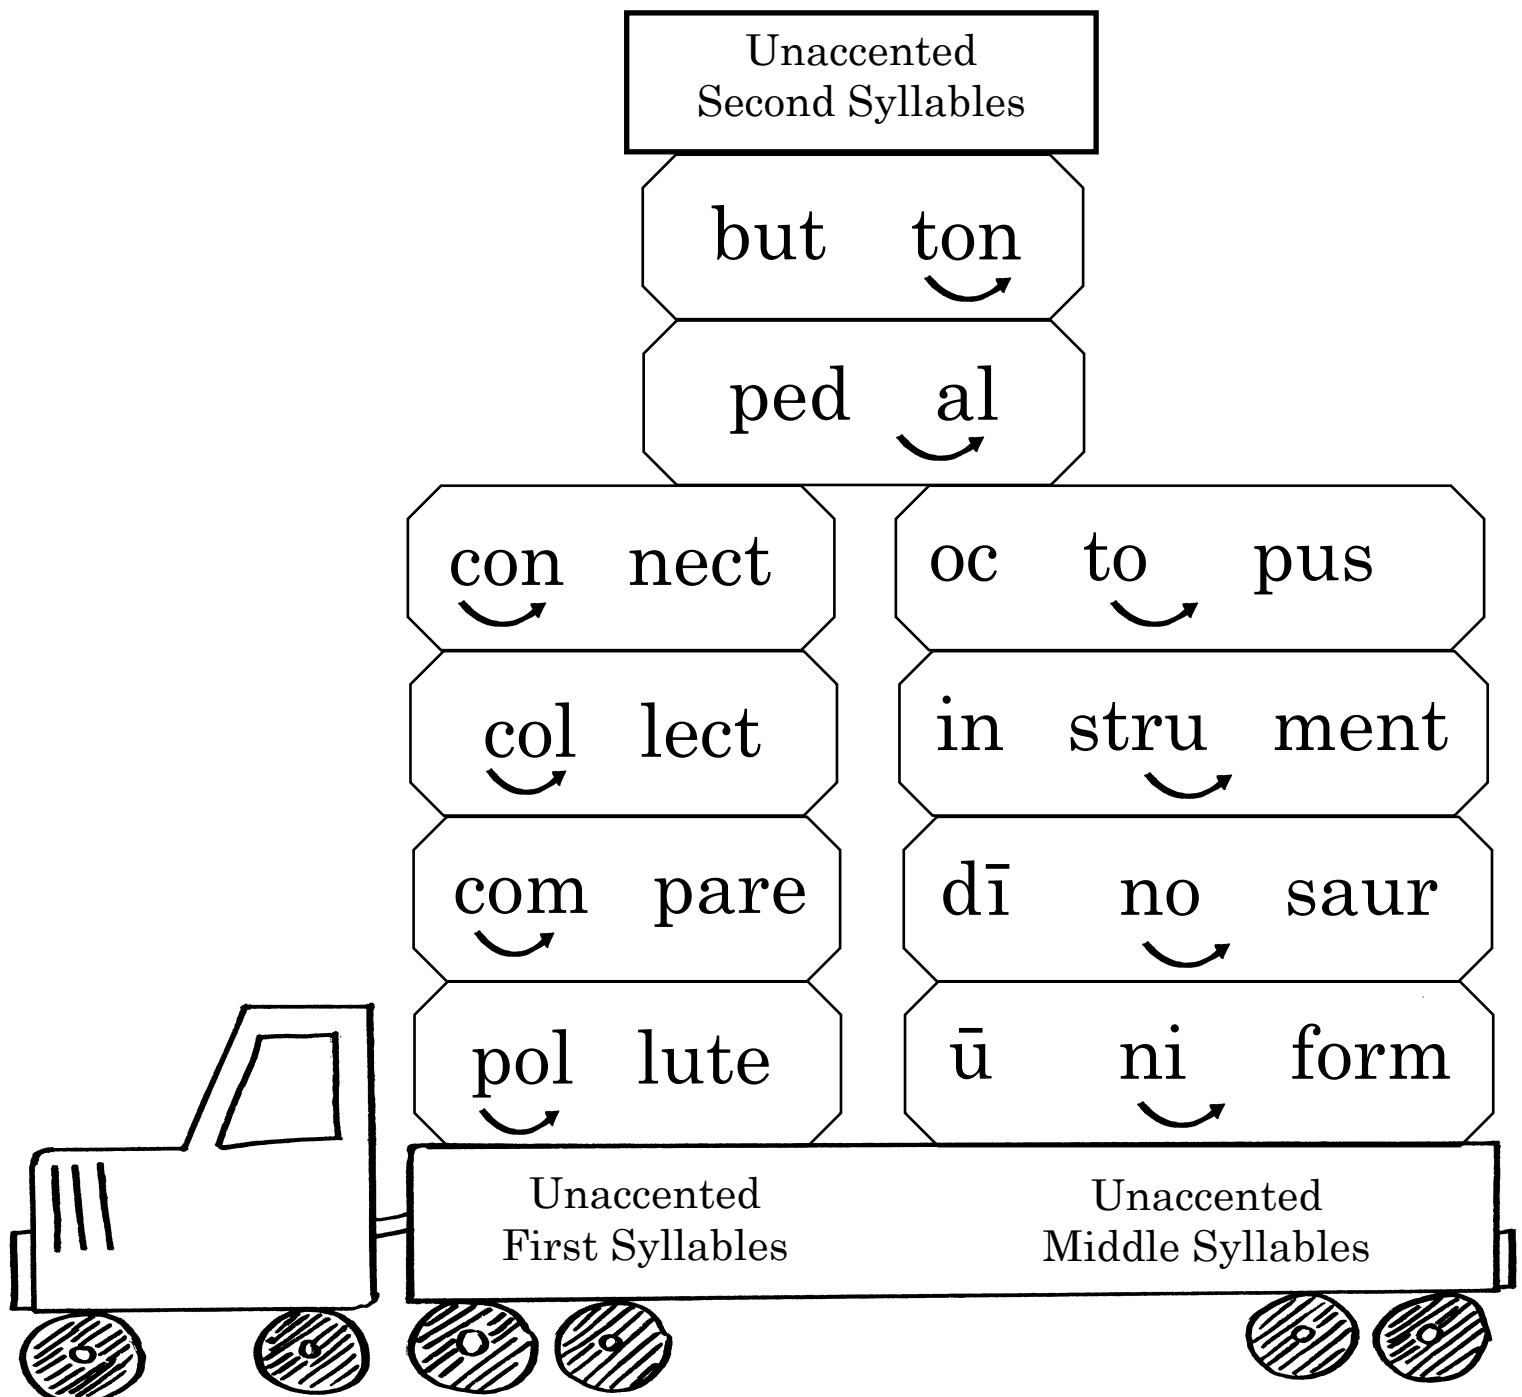 Unaccented
Second Syllables
but ton
ped al
con nect
col lect
com pare
pol lute
oc to pus
in stru ment
dī no saur
ū ni form
Unaccented
First Syllables
Unaccented
Middle Syllables